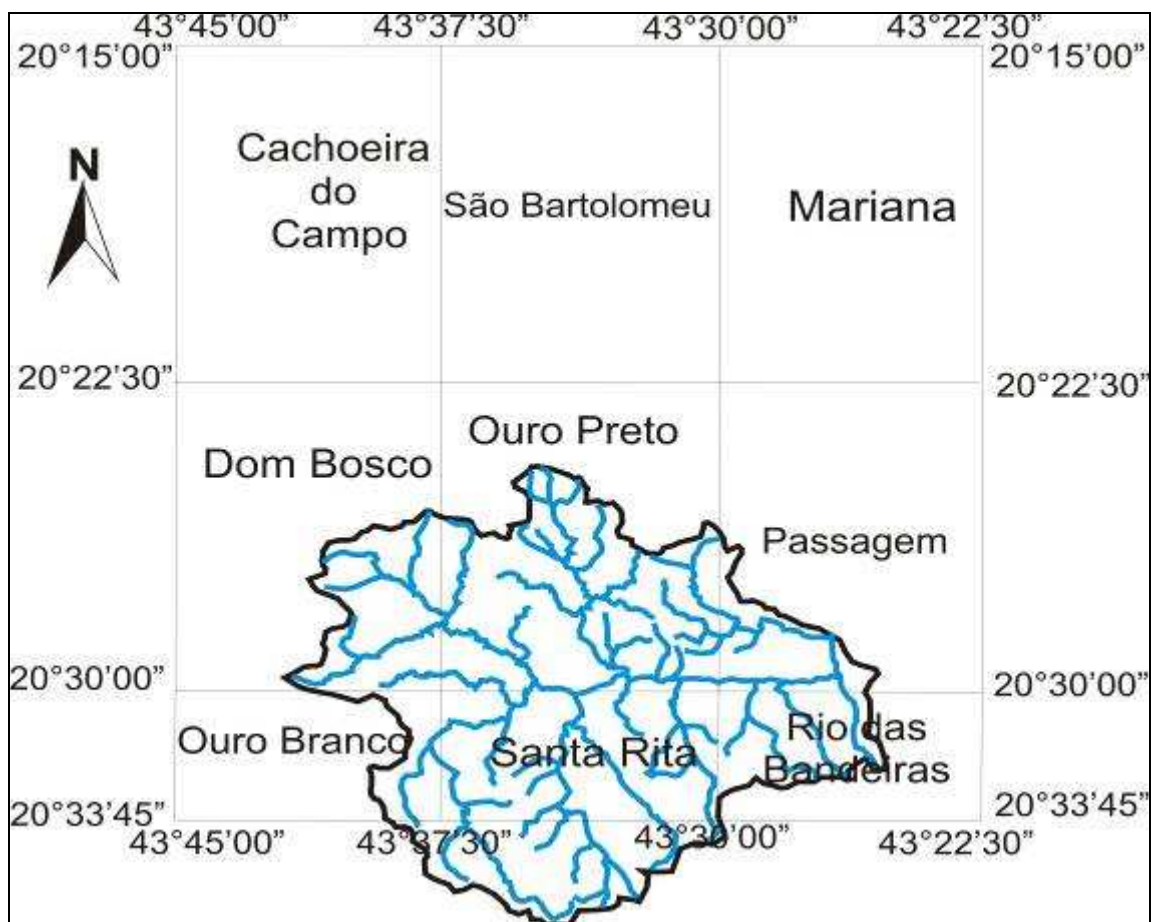 43°45’00” 43°37’30” 43°30’00” 43°22’30”
20°15’00” 20°15’00”
Cachoeira
do
Campo
N
São Bartolomeu
Mariana
20°22’30” 20°22’30”
Ouro Preto
Dom Bosco
Passagem
20°30’00” 20°30’00”
Ouro Branco
Santa Rita
Rio das
Bandeiras
20°33’45” 20°33’45”
43°45’00” 43°37’30” 43°30’00” 43°22’30”